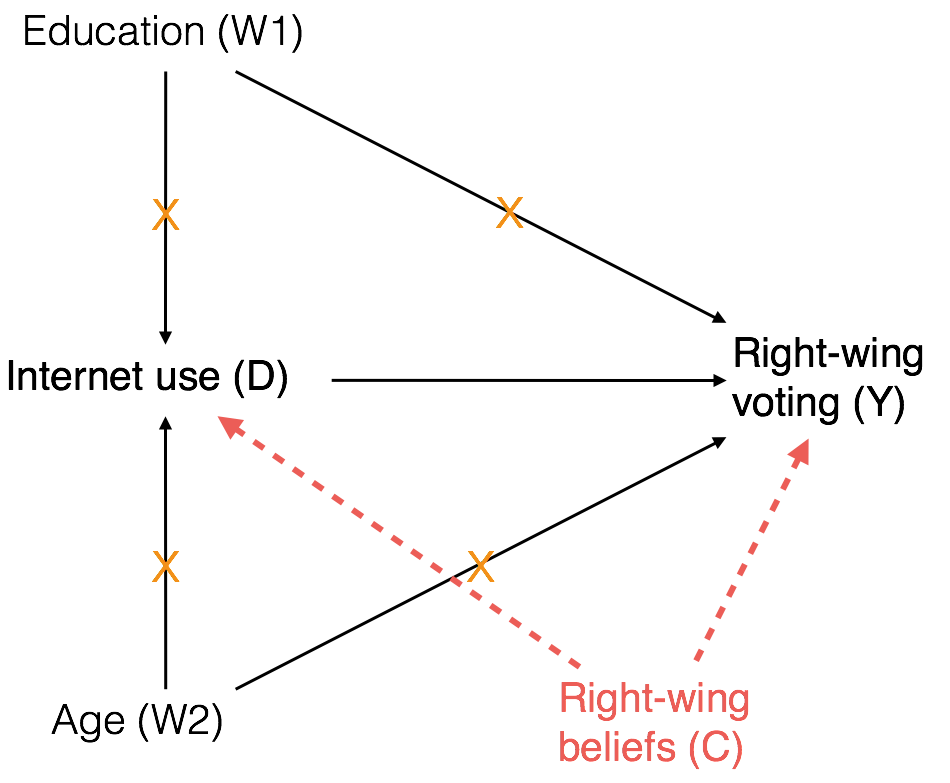 Education (W1)
X
X
Internet use (D)
Right-wing
voting (Y)
X
X
Age (W2)
Right-wing
beliefs (C)